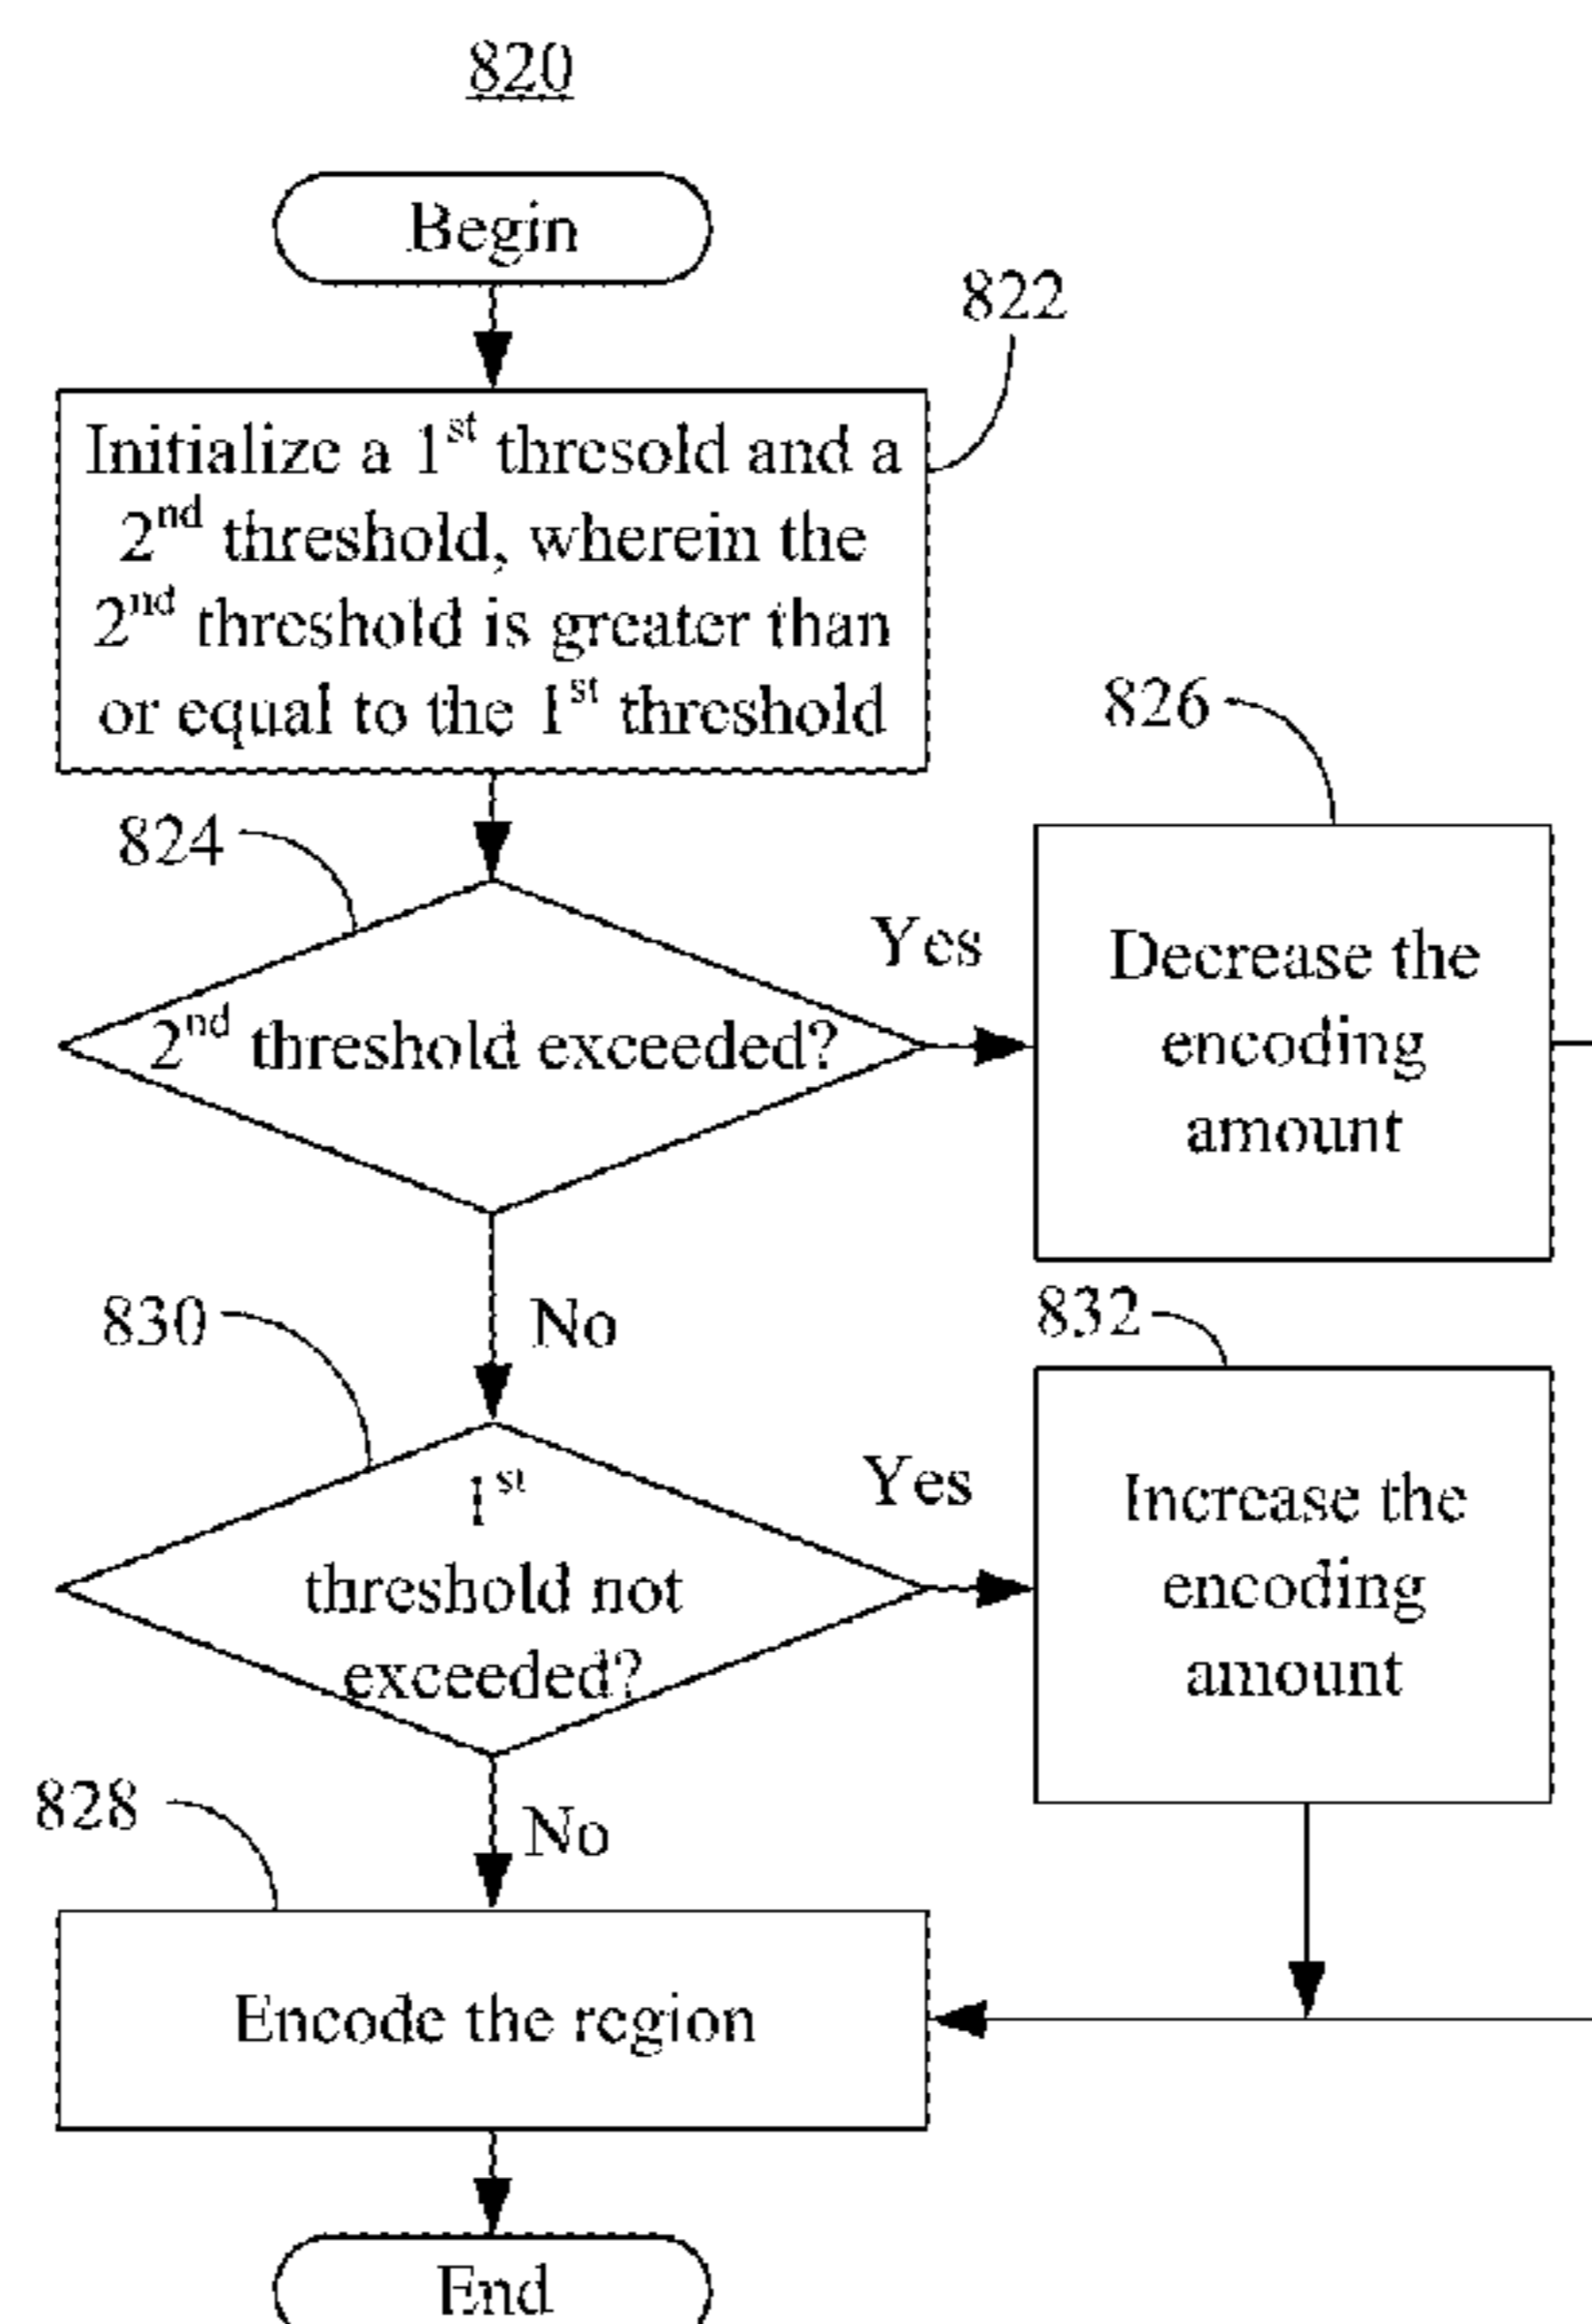 820
Begin
822
Initialize a 1st thresold and a
2nd threshold, wherein the
2nd threshold is greater than
or equal to the 1st threshold
826
824
Yes
Decrease the
encoding
amount
2nd threshold exceeded?
830
No
832
1st
threshold not
exceeded?
Yes
Increase the
encoding
amount
828
No
Encode the region
End